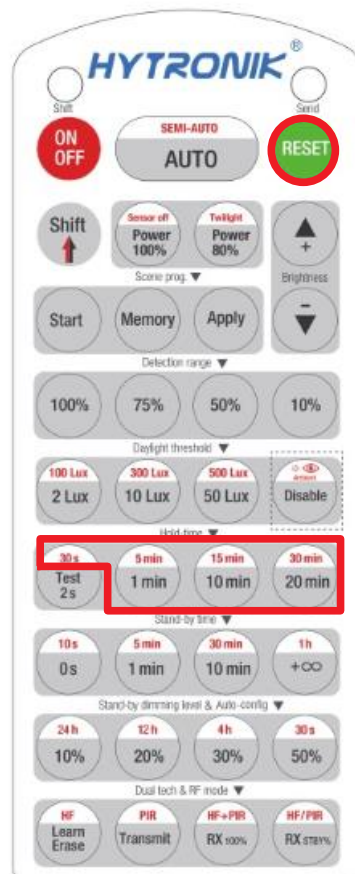 HYTRONIK®
Shift
Send
ON
OFF
SEMI-AUTO
AUTO
RESET
Shift
Sensor off
Power
100%
Twilight
Power
80%
+
Scene prog. ▼
Brightness
Start
Memory
Apply
−
Detection range ▼
100%
75%
50%
10%
Daylight threshold ▼
100 Lux
2 Lux
300 Lux
10 Lux
500 Lux
50 Lux
Ambient
Disable
Hold-time ▼
30 s
Test
2 s
5 min
1 min
15 min
10 min
30 min
20 min
Stand-by time ▼
10 s
0 s
5 min
1 min
30 min
10 min
1 h
+∞
Stand-by dimming level & Auto-config ▼
24 h
10%
12 h
20%
4 h
30%
30 s
50%
Dual tech & RF mode ▼
HF
Learn
Erase
PIR
Transmit
HF+PIR
RX 100%
HF/PIR
RX STBY%